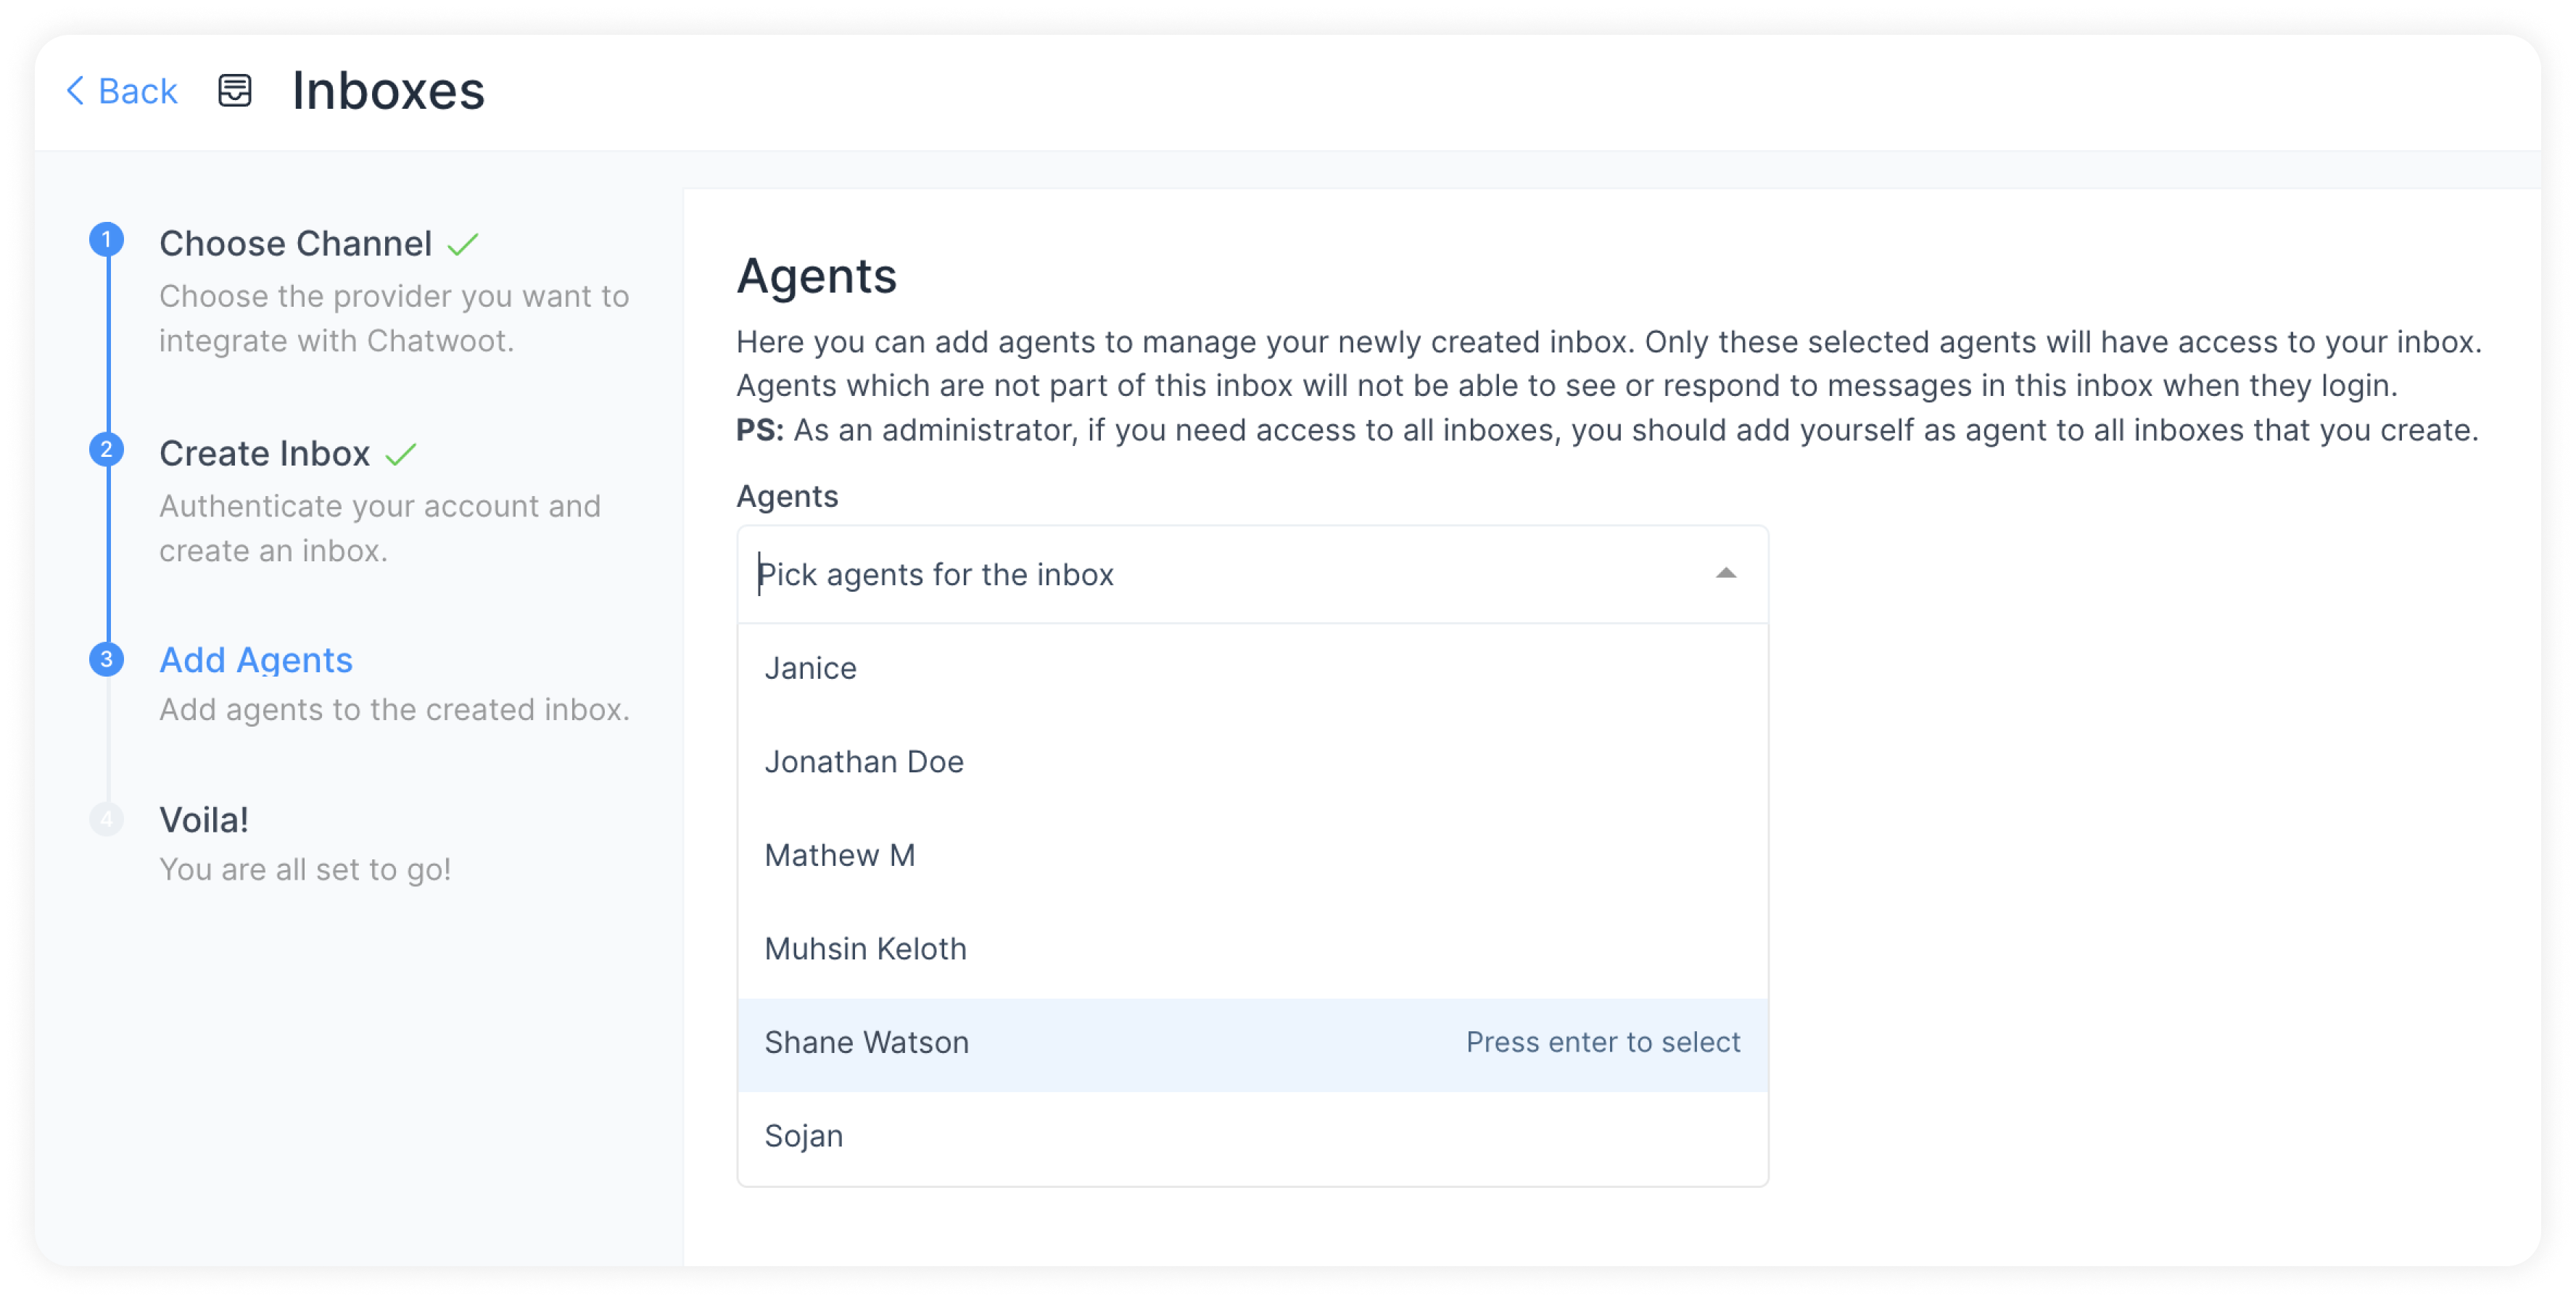 Back
Inboxes
1
Choose Channel
Choose the provider you want to
integrate with Chatwoot.
2
Create Inbox
Authenticate your account and
create an inbox.
3
Add Agents
Add agents to the created inbox.
4
Voila!
You are all set to go!
Agents
Here you can add agents to manage your newly created inbox. Only these selected agents will have access to your inbox.
Agents which are not part of this inbox will not be able to see or respond to messages in this inbox when they login.
PS: As an administrator, if you need access to all inboxes, you should add yourself as agent to all inboxes that you create.
Agents
Pick agents for the inbox
Janice
Jonathan Doe
Mathew M
Muhsin Keloth
Shane Watson Press enter to select
Sojan